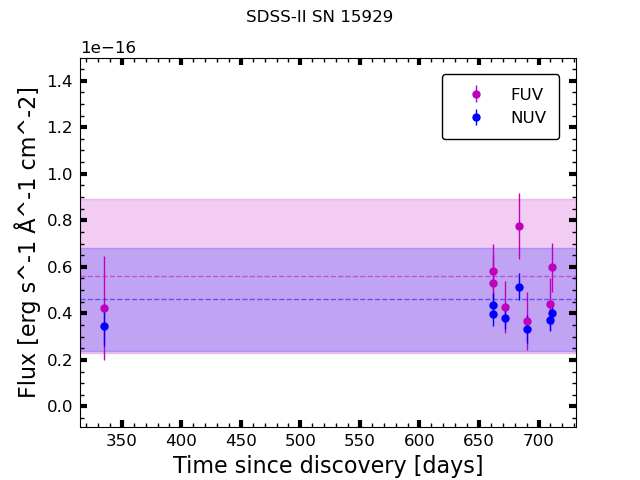 SDSS-II SN 15929
1e−16
FUV
NUV
1.4
1.2
1.0
0.8
0.6
0.4
0.2
0.0
Flux [erg s^-1 Å^-1 cm^-2]
350 400 450 500 550 600 650 700
Time since discovery [days]